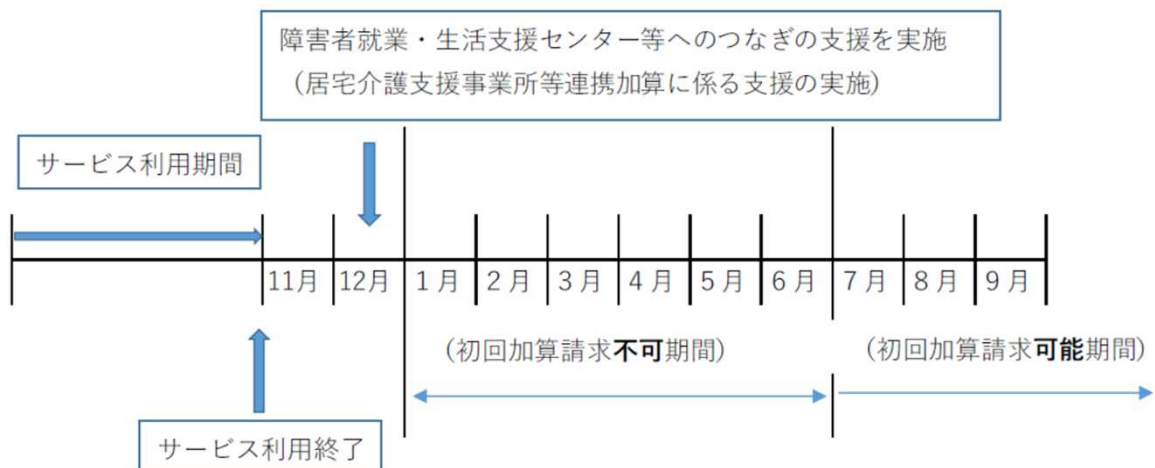 障害者就業・生活支援センター等へのつなぎの支援を実施
(居宅介護支援事業所等連携加算に係る支援の実施)
サービス利用期間
11月 12月 1月 2月 3月 4月 5月 6月 7月 8月 9月
(初回加算請求不可期間) (初回加算請求可能期間)
サービス利用終了